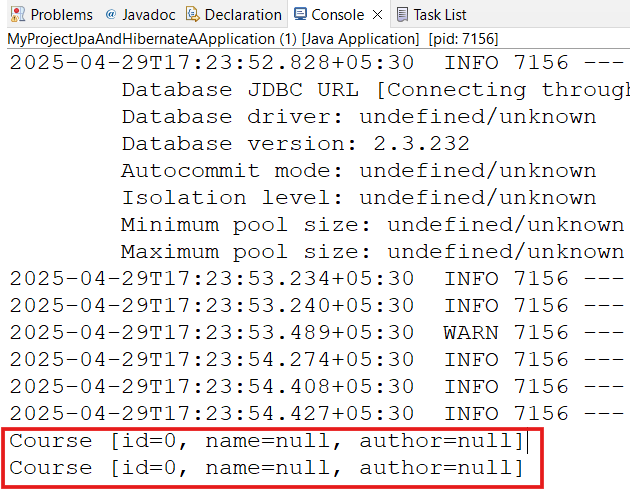 Problems @ Javadoc Declaration Console Task List
MyProjectJpaAndHibernateAApplication (1) [Java Application] [pid: 7156]
2025-04-29T17:23:52.828+05:30  INFO 7156 ---
Database JDBC URL [Connecting through
Database driver: undefined/unknown
Database version: 2.3.232
Autocommit mode: undefined/unknown
Isolation level: undefined/unknown
Minimum pool size: undefined/unknown
Maximum pool size: undefined/unknown
2025-04-29T17:23:53.234+05:30  INFO 7156 ---
2025-04-29T17:23:53.240+05:30  INFO 7156 ---
2025-04-29T17:23:53.489+05:30  WARN 7156 ---
2025-04-29T17:23:54.274+05:30  INFO 7156 ---
2025-04-29T17:23:54.408+05:30  INFO 7156 ---
2025-04-29T17:23:54.427+05:30  INFO 7156 ---
Course [id=0, name=null, author=null]
Course [id=0, name=null, author=null]